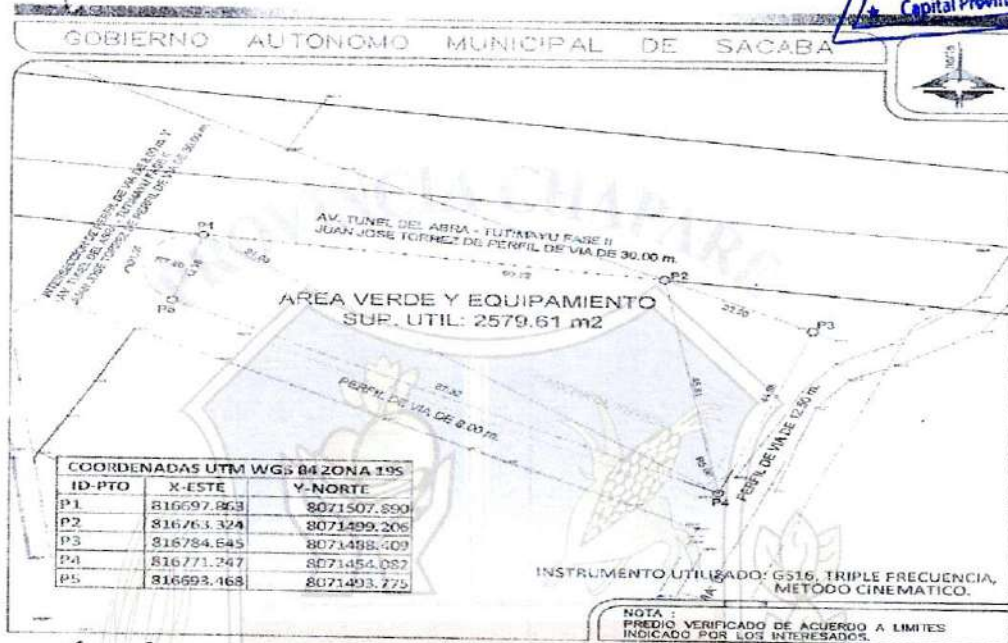 Capital Provin
GOBIERNO AUTONOMO MUNICIPAL DE SACABA
PROVINCIA CHAPARE
AV. TUNEL DEL ABRA - TUTIMAYU FASE II
JUAN JOSE TORREZ DE PERFIL DE VIA DE 30.00 m.
P1
P2
AREA VERDE Y EQUIPAMIENTO
SUP. UTIL: 2579.61 m2
P3
PERFIL DE VIA DE 8.00 m.
PERFIL DE VIA DE 12.50 m.
COORDENADAS UTM WGS 84 ZONA 19S
ID-PTO X-ESTE Y-NORTE
P1 816697.863 8071507.890
P2 816763.324 8071499.206
P3 816784.645 8071488.409
P4 816771.247 8071454.087
P5 816693.468 8071493.775
INSTRUMENTO UTILIZADO: GS16, TRIPLE FRECUENCIA,
METODO CINEMATICO.
NOTA :
PREDIO VERIFICADO DE ACUERDO A LIMITES
INDICADO POR LOS INTERESADOS.